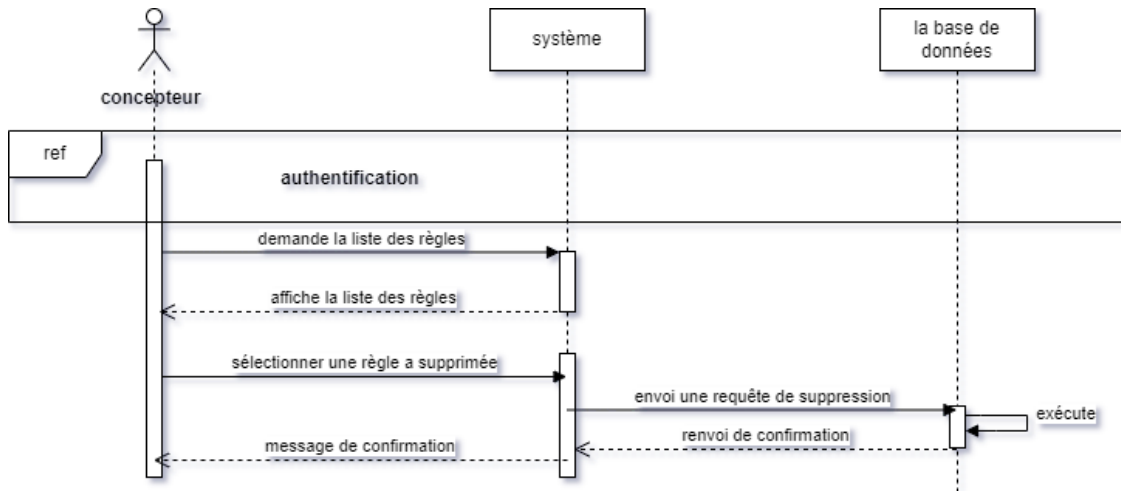 système
la base de
données
concepteur
ref
authentification
demande la liste des règles
affiche la liste des règles
sélectionner une règle a supprimée
envoi une requête de suppression
exécute
renvoi de confirmation
message de confirmation